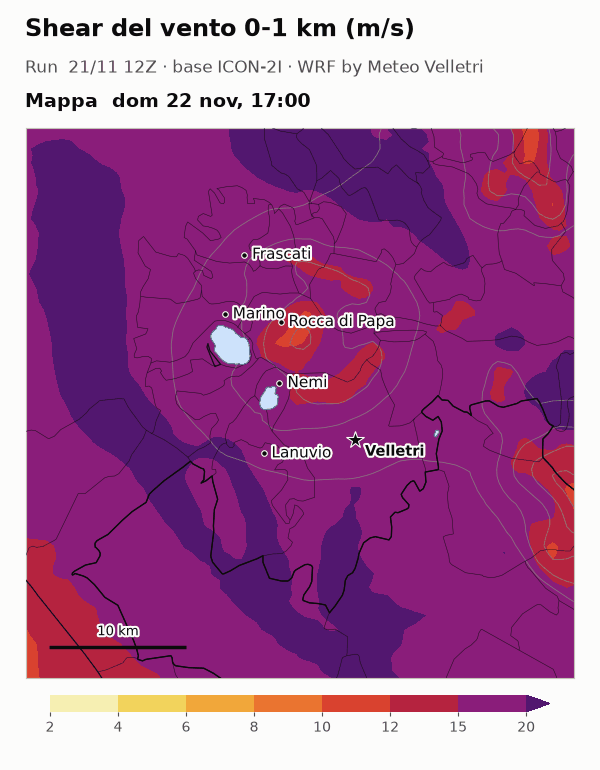 Shear del vento 0-1 km (m/s)
Run  21/11 12Z · base ICON-2I · WRF by Meteo Velletri
Mappa  dom 22 nov, 17:00
Frascati
Marino
Rocca di Papa
Nemi
Velletri
Lanuvio
10 km
2 4 6 8 10 12 15 20